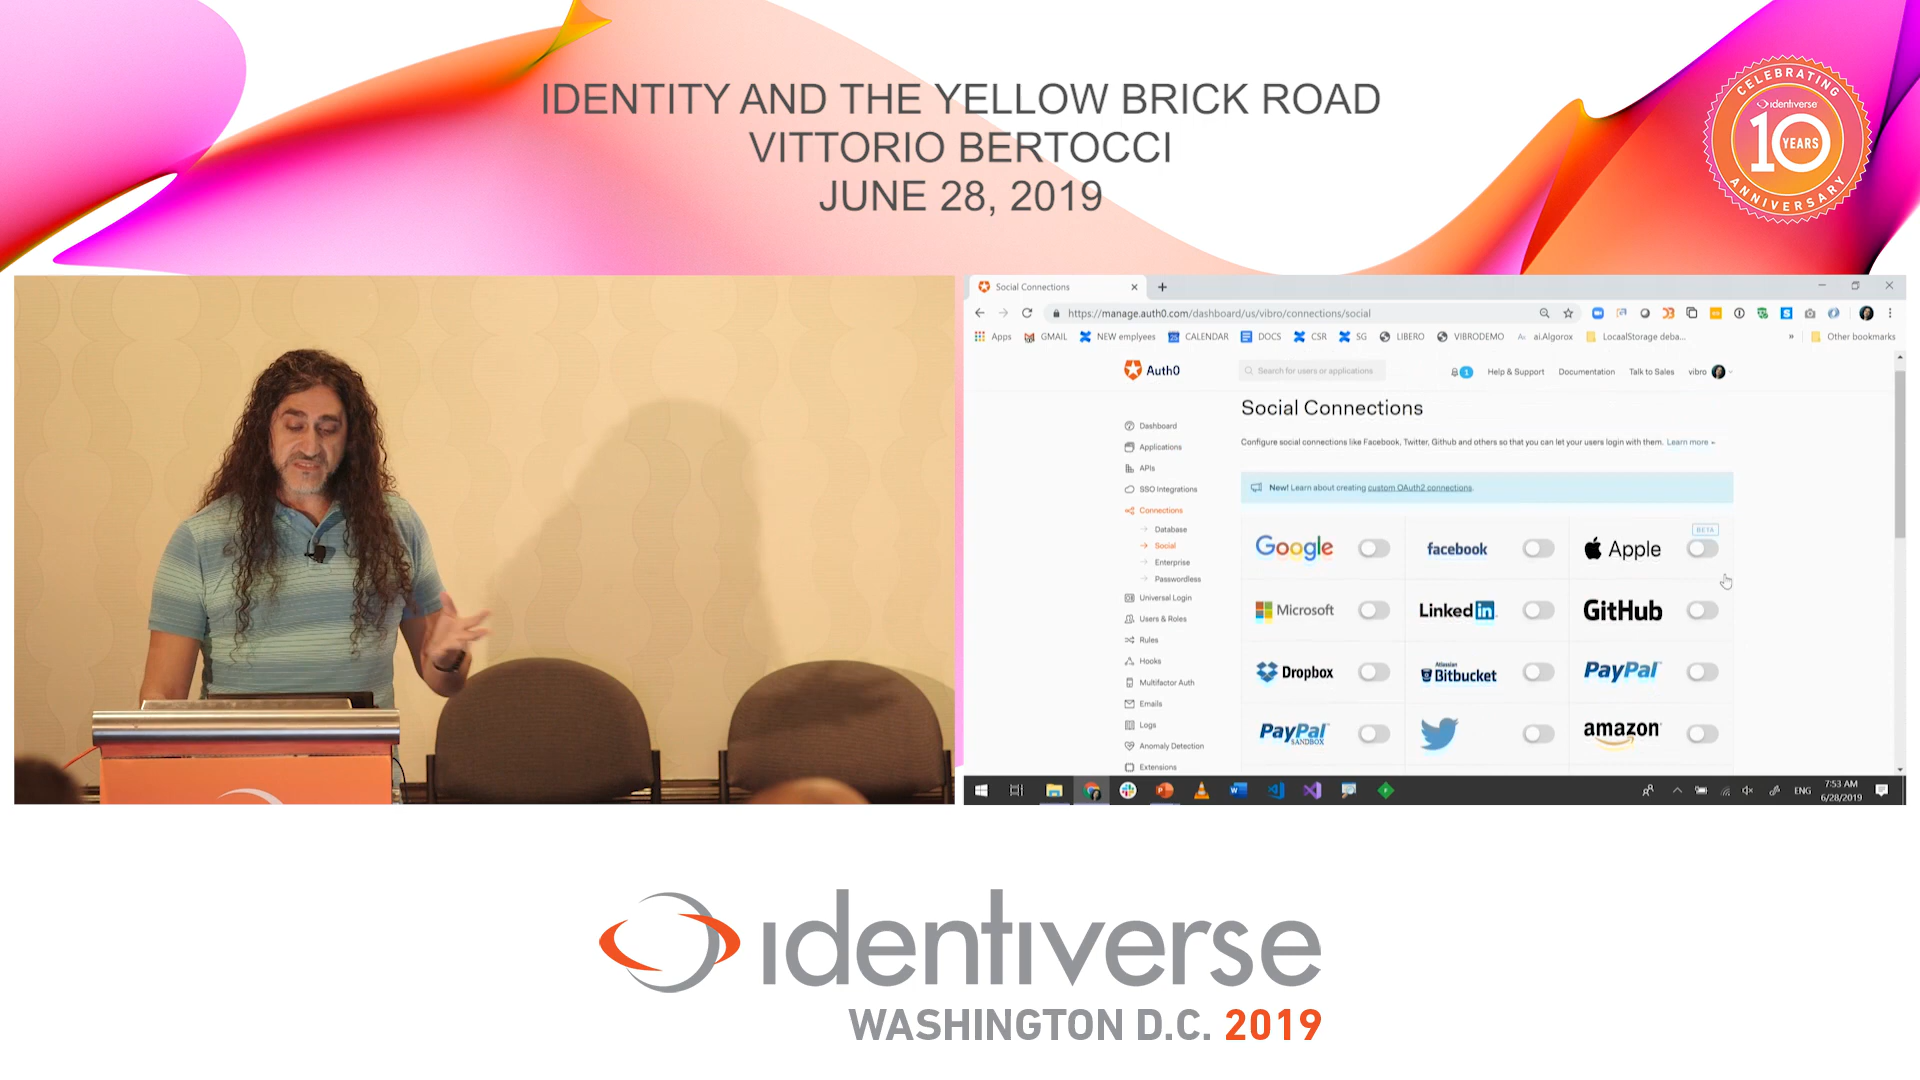 IDENTITY AND THE YELLOW BRICK ROAD
VITTORIO BERTOCCI
JUNE 28, 2019
CELEBRATING
identiverse
10
YEARS
ANNIVERSARY
Social Connections
https://manage.auth0.com/dashboard/us/vibro/connections/social
Apps GMAIL NEW emplyees CALENDAR DOCS CSR SG LIBERO VIBRODEMO ai.Algorox LocaalStorage deba... » Other bookmarks
Auth0
Search for users or applications
1 Help & Support Documentation Talk to Sales vibro
Dashboard
Applications
APIs
SSO Integrations
Connections
Database
Social
Enterprise
Passwordless
Universal Login
Users & Roles
Rules
Hooks
Multifactor Auth
Emails
Logs
Anomaly Detection
Extensions
Social Connections
Configure social connections like Facebook, Twitter, Github and others so that you can let your users login with them. Learn more
New! Learn about creating custom OAuth2 connections.
BETA
Google facebook Apple
Microsoft Linked in GitHub
Dropbox Atlassian Bitbucket PayPal
PayPal SANDBOX amazon
ENG 7:53 AM
6/28/2019
identiverse
WASHINGTON D.C. 2019